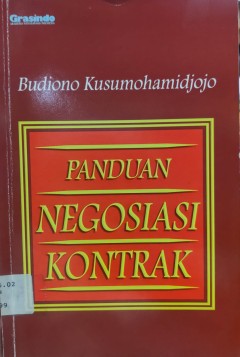 Grasindo
Budiono Kusumohamidjojo
PANDUAN
NEGOSIASI
KONTRAK